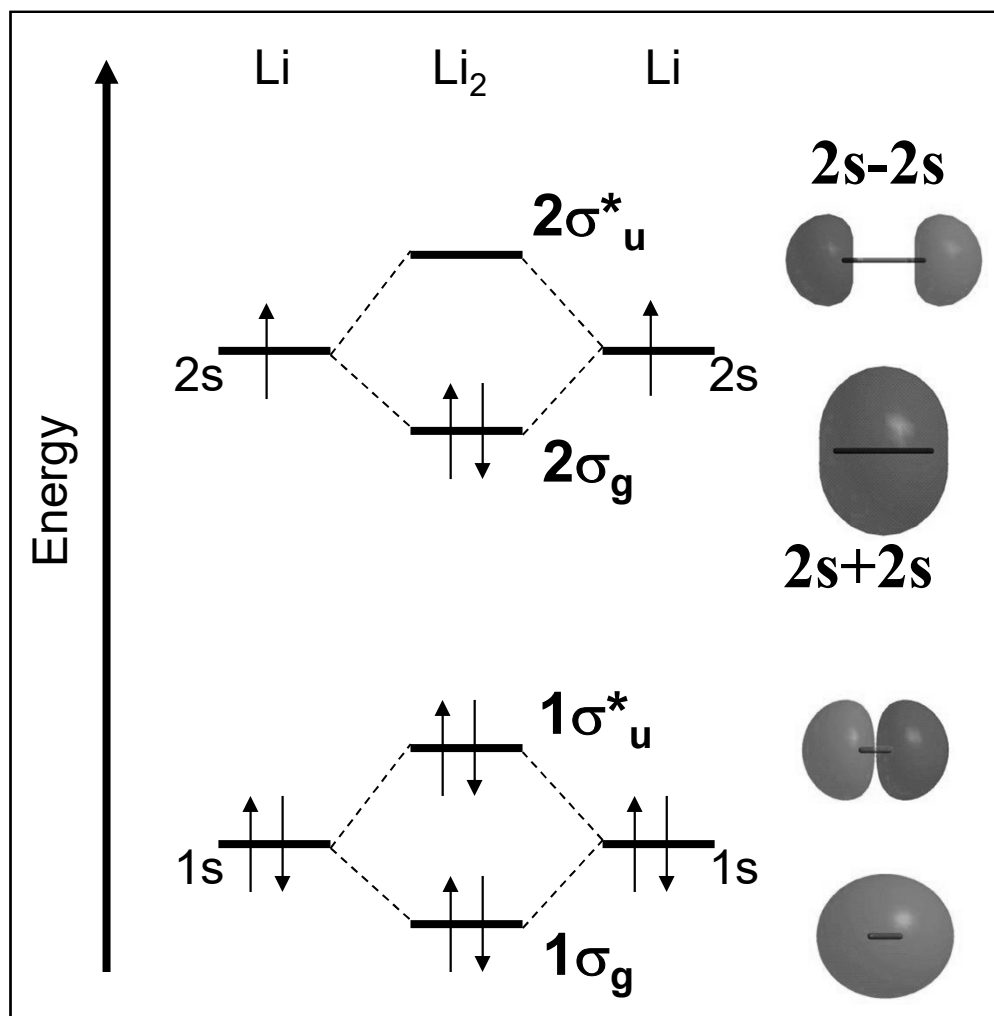 Li Li₂ Li
2s-2s
2σ*ᵤ
2s 2s
2σg
2s+2s
Energy
1σ*ᵤ
1s 1s
1σg